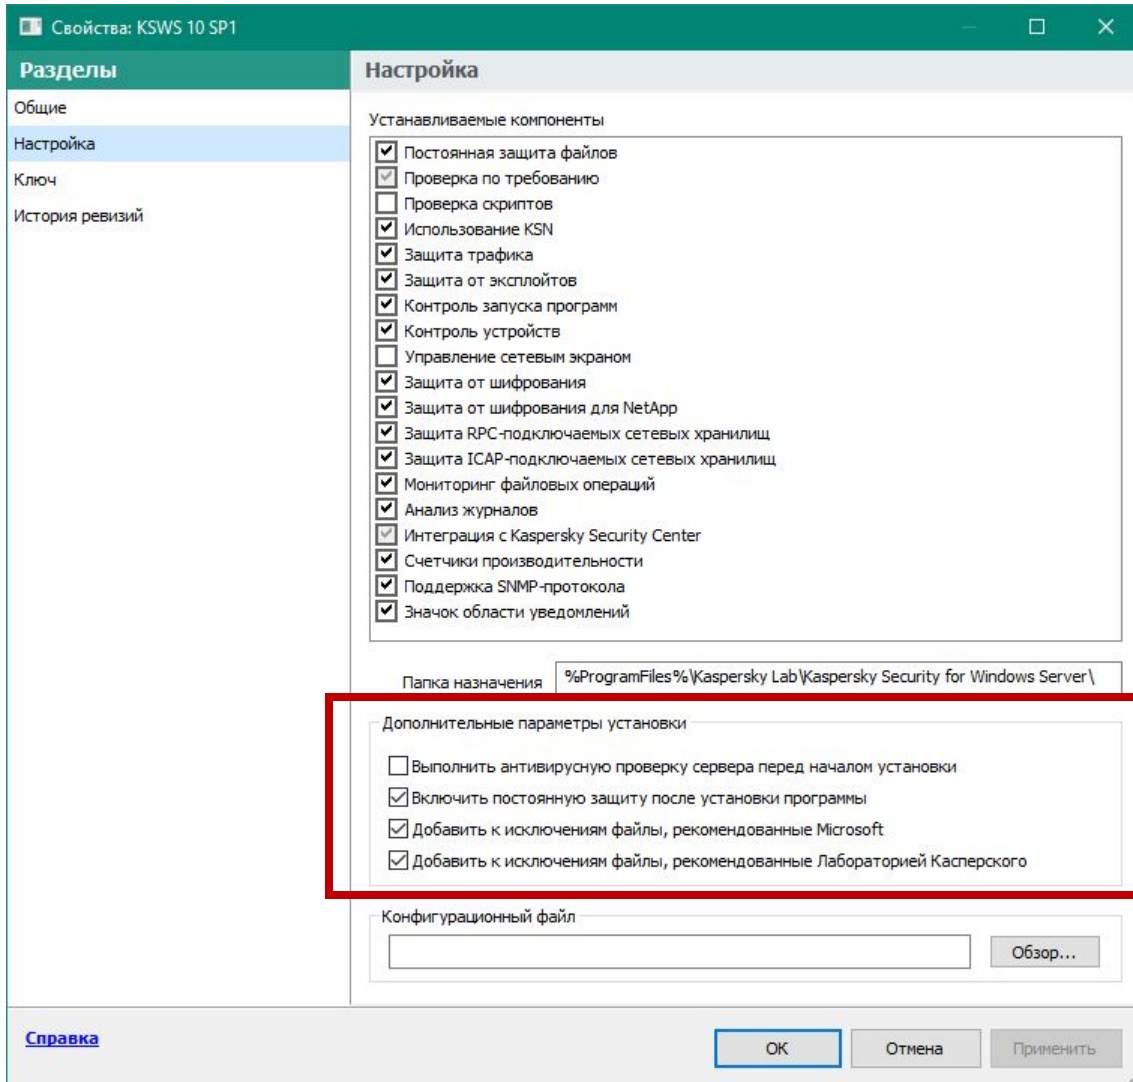 Свойства: KSWS 10 SP1
Разделы
Общие
Настройка
Ключ
История ревизий
Настройка
Устанавливаемые компоненты
Постоянная защита файлов
Проверка по требованию
Проверка скриптов
Использование KSN
Защита трафика
Защита от эксплойтов
Контроль запуска программ
Контроль устройств
Управление сетевым экраном
Защита от шифрования
Защита от шифрования для NetApp
Защита RPC-подключаемых сетевых хранилищ
Защита ICAP-подключаемых сетевых хранилищ
Мониторинг файловых операций
Анализ журналов
Интеграция с Kaspersky Security Center
Счетчики производительности
Поддержка SNMP-протокола
Значок области уведомлений
Папка назначения %ProgramFiles%\Kaspersky Lab\Kaspersky Security for Windows Server\
Дополнительные параметры установки
Выполнить антивирусную проверку сервера перед началом установки
Включить постоянную защиту после установки программы
Добавить к исключениям файлы, рекомендованные Microsoft
Добавить к исключениям файлы, рекомендованные Лабораторией Касперского
Конфигурационный файл
Обзор...
Справка
ОК
Отмена
Применить